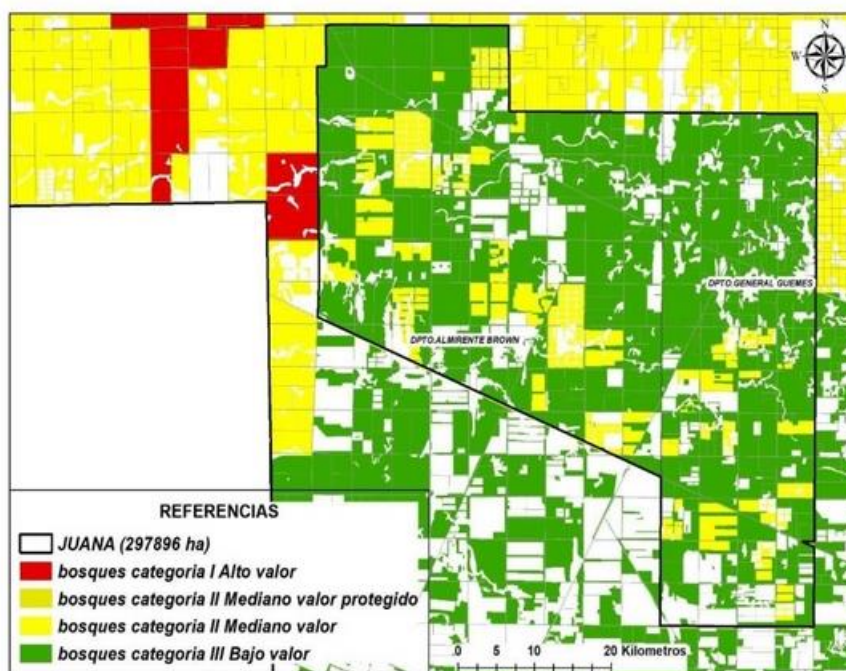 N
W
E
S
DPTO.GENERAL GUEMES
DPTO.ALMIRENTE BROWN
REFERENCIAS
JUANA (297896 ha)
bosques categoria I Alto valor
bosques categoria II Mediano valor protegido
bosques categoria II Mediano valor
bosques categoria III Bajo valor
0 5 10 20 Kilometros